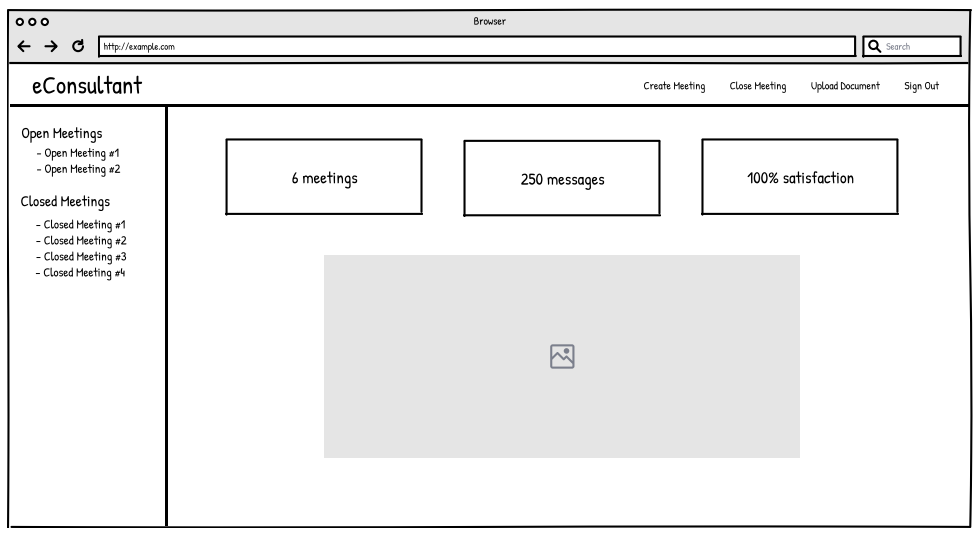 Browser
http://example.com
Search
eConsultant
Create Meeting
Close Meeting
Upload Document
Sign Out
Open Meetings
- Open Meeting #1
- Open Meeting #2
Closed Meetings
- Closed Meeting #1
- Closed Meeting #2
- Closed Meeting #3
- Closed Meeting #4
6 meetings
250 messages
100% satisfaction